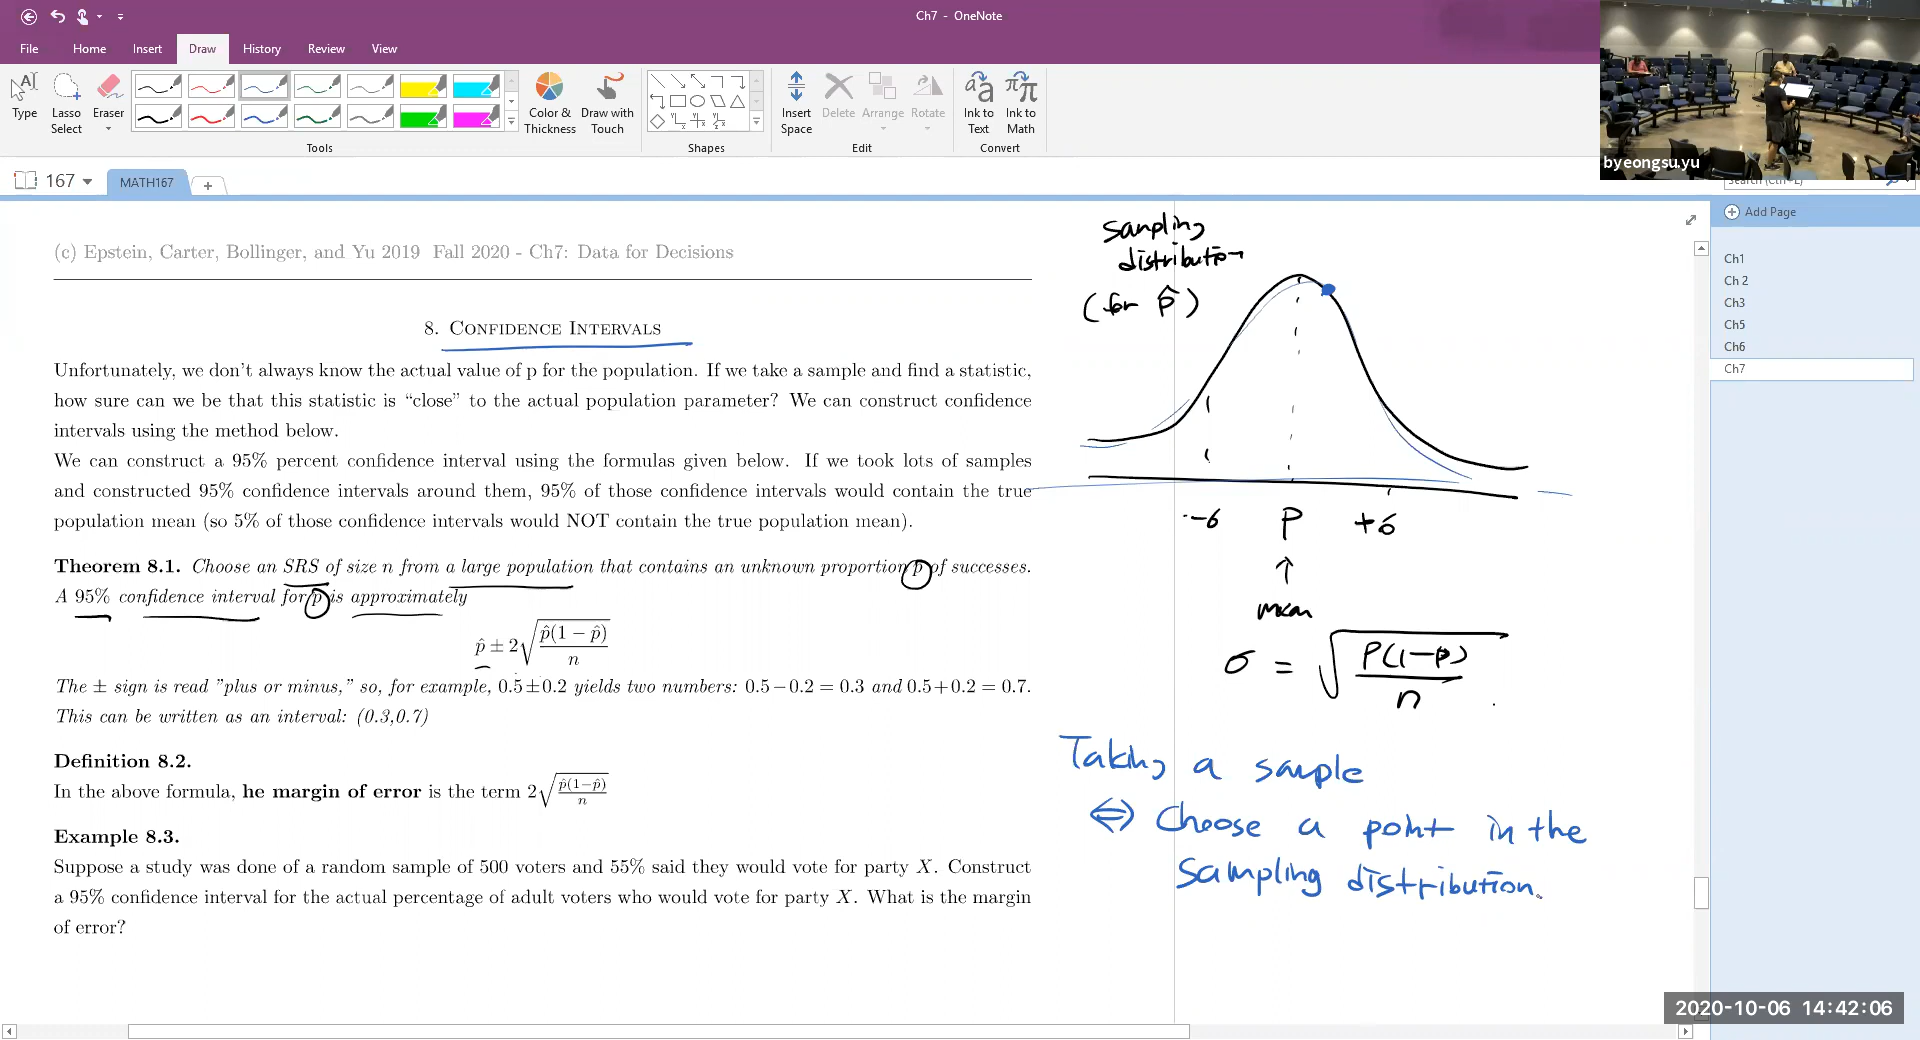 Ch7 - OneNote
File Home Insert Draw History Review View
Type
Lasso Select
Eraser
Color & Thickness
Draw with Touch
Insert Space
Delete
Arrange
Rotate
Ink to Text
Ink to Math
Tools Shapes Edit Convert
byeongsu.yu
167
MATH167
Search (Ctrl+E)
Add Page
Ch1
Ch 2
Ch3
Ch5
Ch6
Ch7
(c) Epstein, Carter, Bollinger, and Yu 2019 Fall 2020 - Ch7: Data for Decisions
8. Confidence Intervals
Unfortunately, we don't always know the actual value of p for the population. If we take a sample and find a statistic,
how sure can we be that this statistic is “close” to the actual population parameter? We can construct confidence
intervals using the method below.
We can construct a 95% percent confidence interval using the formulas given below. If we took lots of samples
and constructed 95% confidence intervals around them, 95% of those confidence intervals would contain the true
population mean (so 5% of those confidence intervals would NOT contain the true population mean).
Theorem 8.1. Choose an SRS of size n from a large population that contains an unknown proportion p of successes.
A 95% confidence interval for p is approximately
p̂ ± 2√(p̂(1 − p̂)/n)
The ± sign is read ”plus or minus,” so, for example, 0.5±0.2 yields two numbers: 0.5−0.2 = 0.3 and 0.5+0.2 = 0.7.
This can be written as an interval: (0.3,0.7)
Definition 8.2.
In the above formula, he margin of error is the term 2√(p̂(1−p̂)/n)
Example 8.3.
Suppose a study was done of a random sample of 500 voters and 55% said they would vote for party X. Construct
a 95% confidence interval for the actual percentage of adult voters who would vote for party X. What is the margin
of error?
sampling
distribution
(for p̂)
-σ P +σ
↑
mean
σ = √(P(1-P)/n)
Taking a sample
⇔ Choose a point in the
Sampling distribution.
2020-10-06 14:42:06